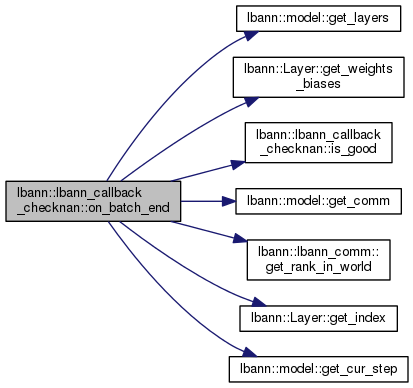 lbann::model::get_layers
lbann::Layer::get_weights
_biases
lbann::lbann_callback
_checknan::is_good
lbann::lbann_callback
_checknan::on_batch_end
lbann::model::get_comm
lbann::lbann_comm::
get_rank_in_world
lbann::Layer::get_index
lbann::model::get_cur_step